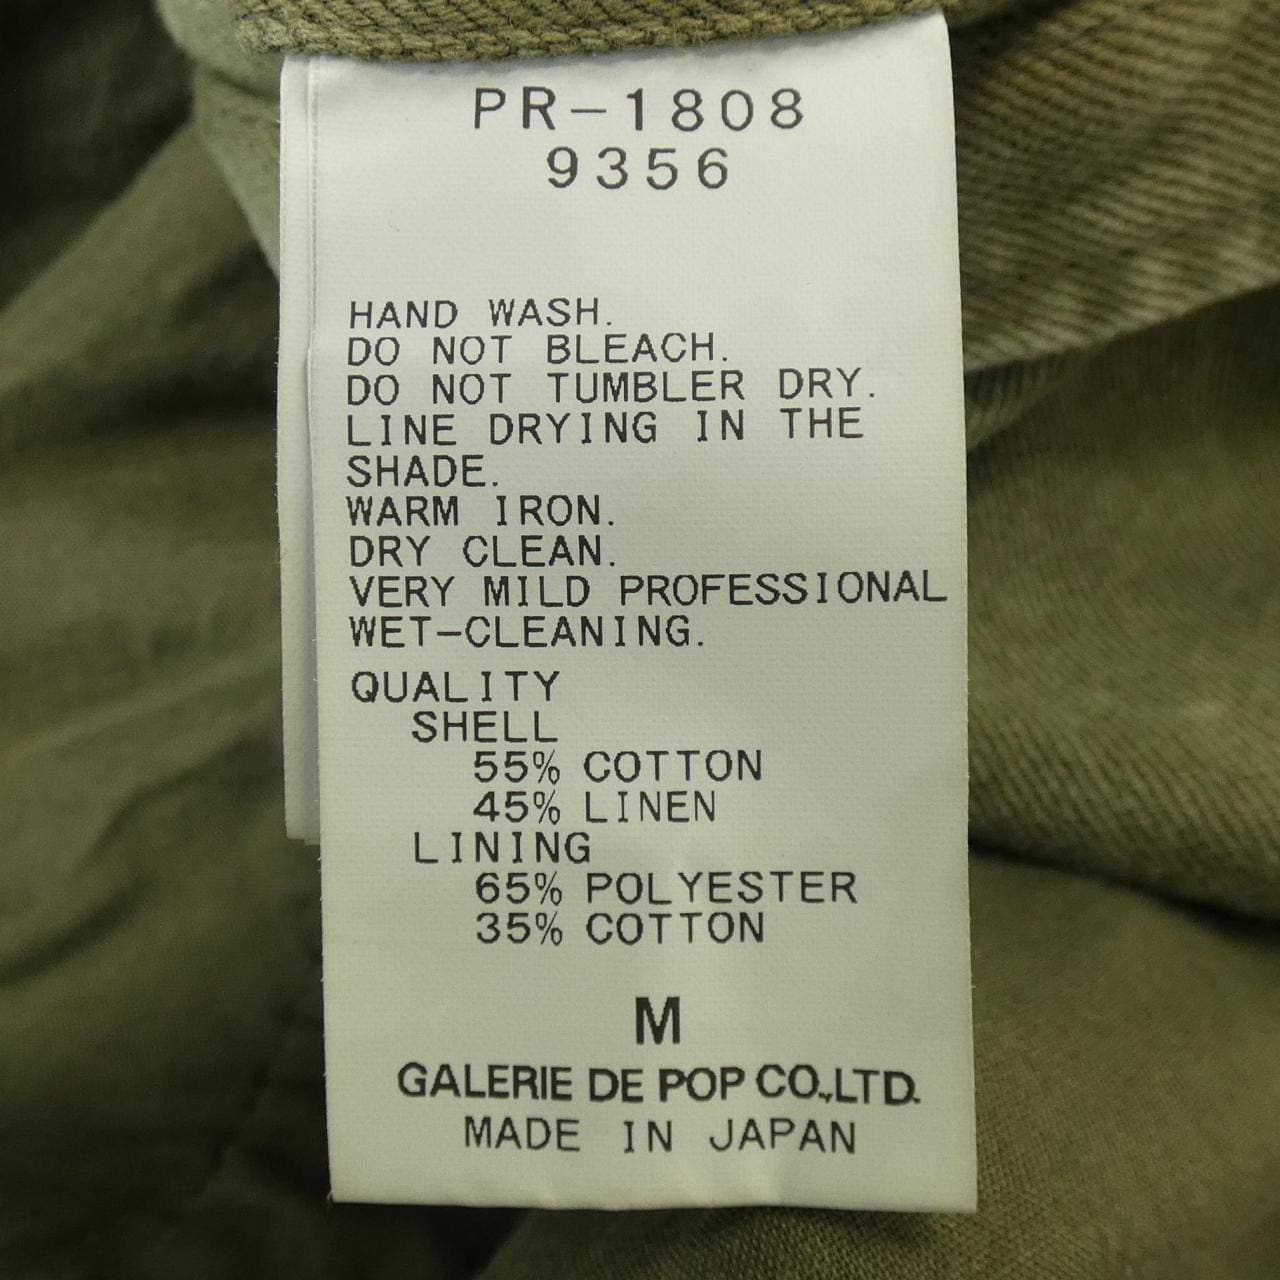 PR-1808
9356
HAND WASH.
DO NOT BLEACH.
DO NOT TUMBLER DRY.
LINE DRYING IN THE
SHADE.
WARM IRON.
DRY CLEAN.
VERY MILD PROFESSIONAL
WET-CLEANING.
QUALITY
SHELL
55% COTTON
45% LINEN
LINING
65% POLYESTER
35% COTTON
M
GALERIE DE POP CO.,LTD.
MADE IN JAPAN